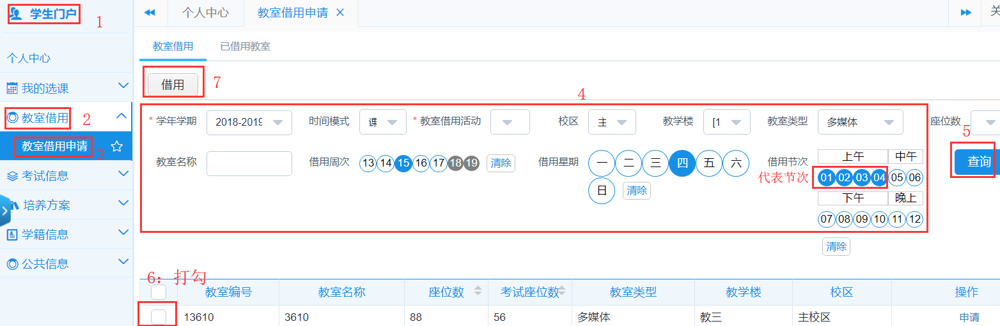 学生门户 1
个人中心
我的选课
教室借用 2
教室借用申请 3
考试信息
培养方案
学籍信息
公共信息
个人中心 教室借用申请 ×
教室借用 已借用教室
借用 7
4
* 学年学期 2018-2019 时间模式 * 教室借用活动 校区 主 教学楼 [1 教室类型 多媒体 座位数
5
教室名称 借用周次 13 14 15 16 17 18 19 清除 借用星期 一 二 三 四 五 六 日 清除 借用节次 上午 中午 查询
代表节次 01 02 03 04 05 06
下午 晚上
07 08 09 10 11 12
清除
6：打勾
教室编号 教室名称 座位数 考试座位数 教室类型 教学楼 校区 操作
13610 3610 88 56 多媒体 教三 主校区 申请